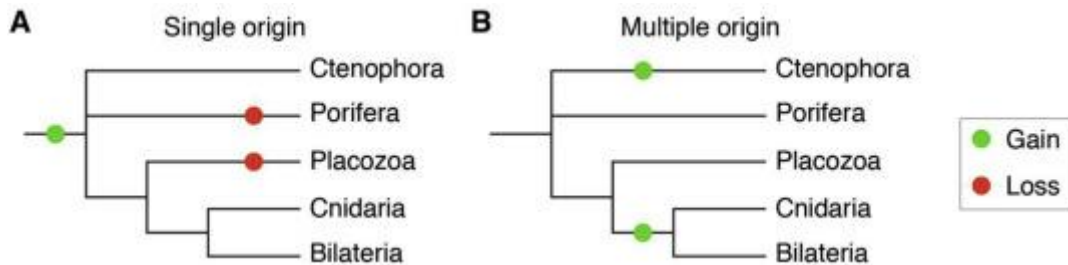 A Single origin
Ctenophora
Porifera
Placozoa
Cnidaria
Bilateria
B Multiple origin
Ctenophora
Porifera
Placozoa
Cnidaria
Bilateria
Gain
Loss